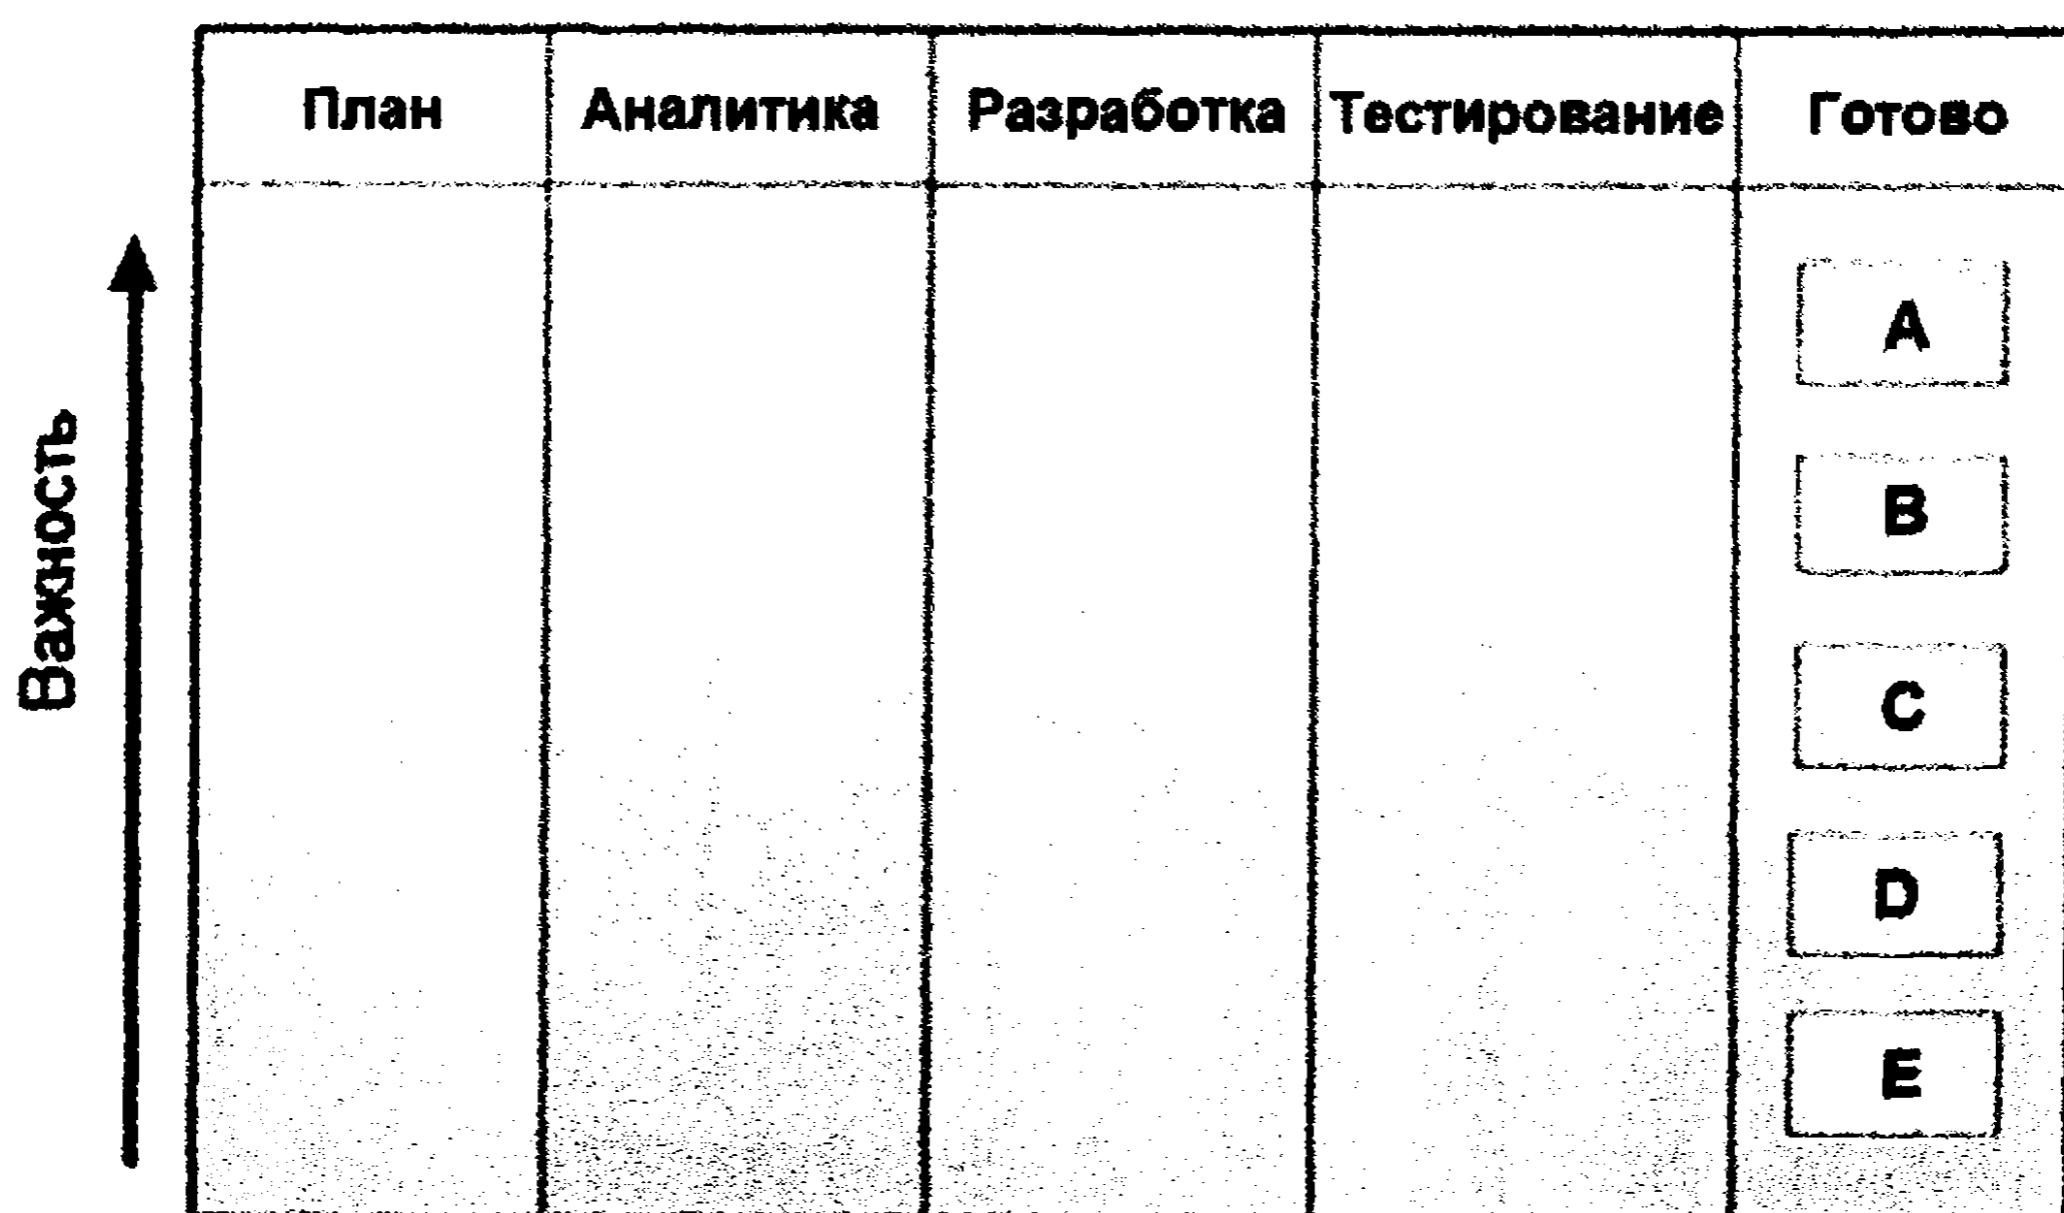 План Аналитика Разработка Тестирование Готово
Важность
A
B
C
D
E